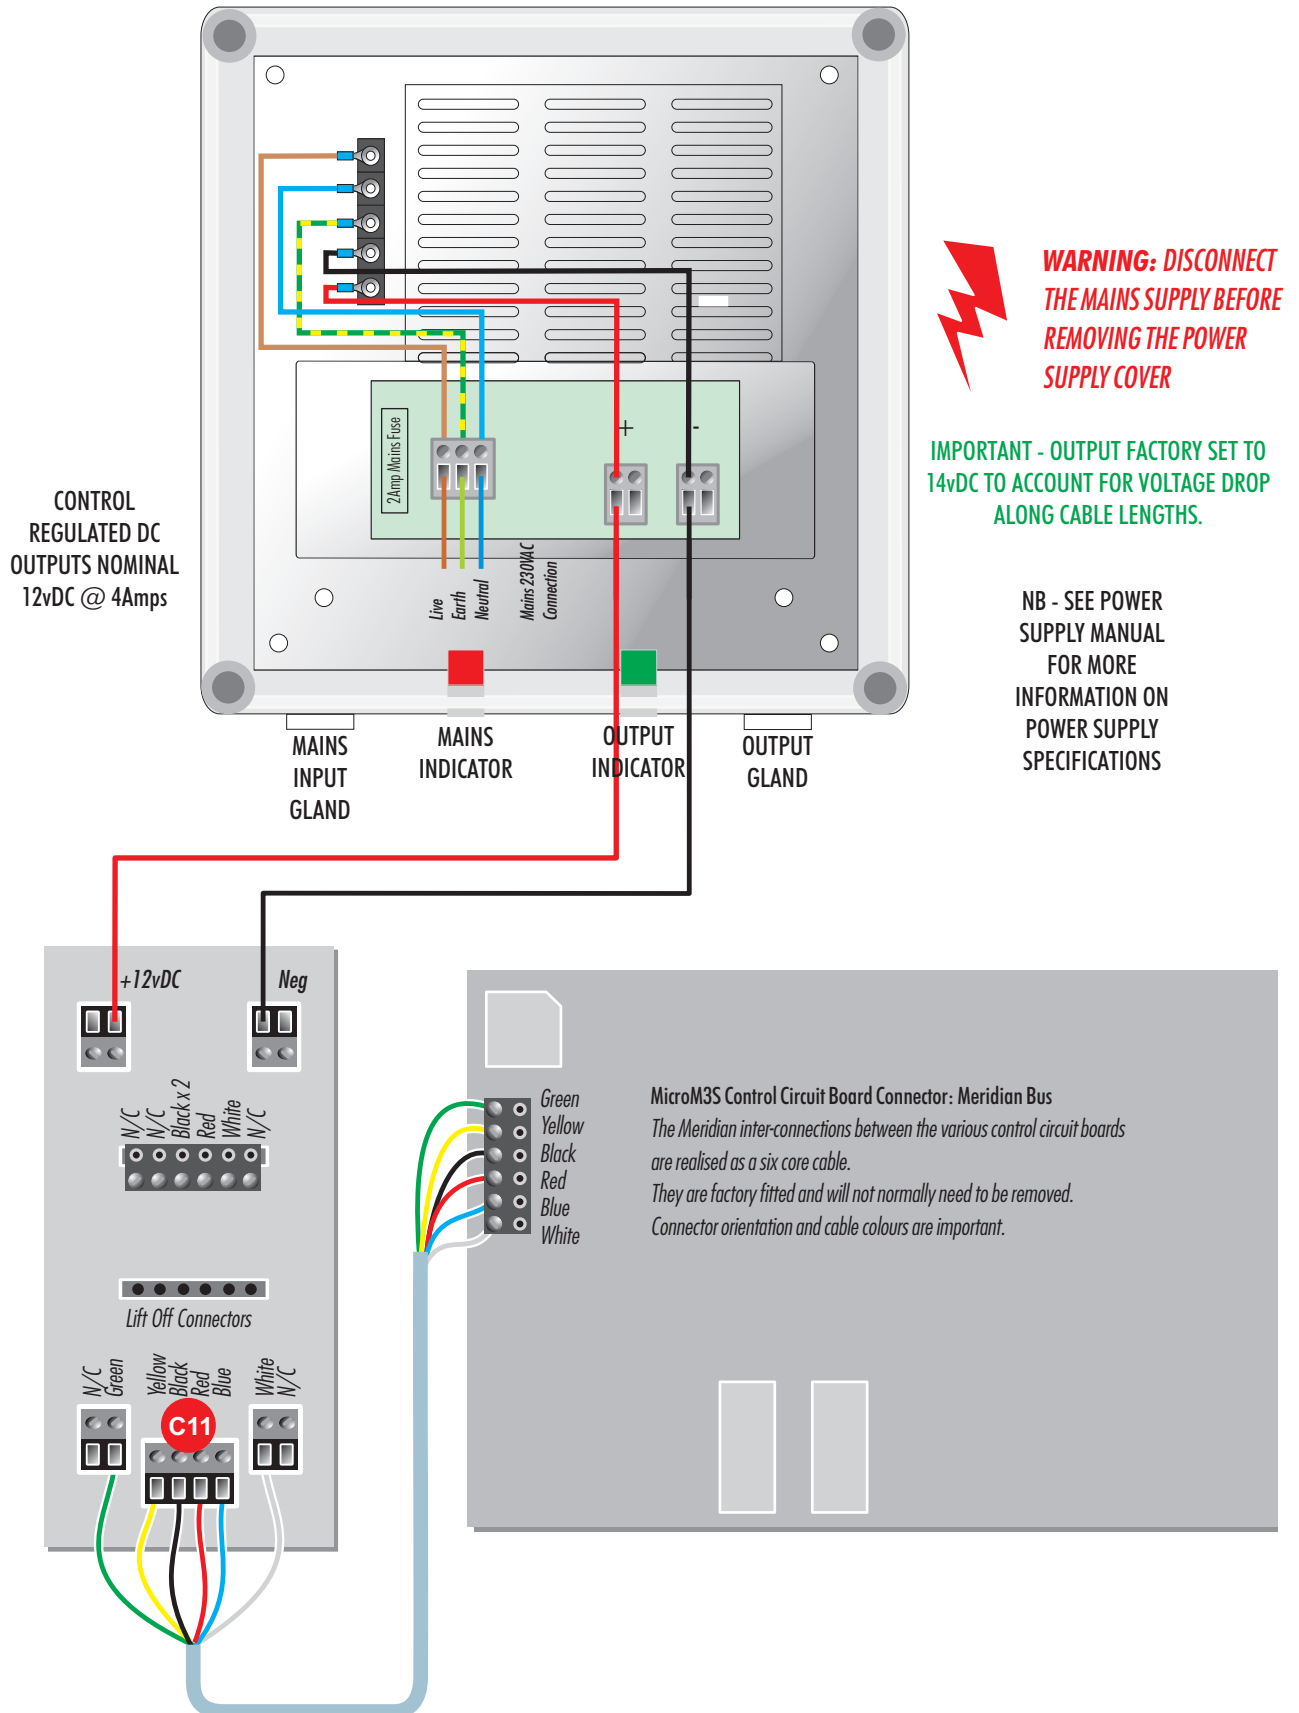 WARNING: DISCONNECT
THE MAINS SUPPLY BEFORE
REMOVING THE POWER
SUPPLY COVER
IMPORTANT - OUTPUT FACTORY SET TO
14vDC TO ACCOUNT FOR VOLTAGE DROP
ALONG CABLE LENGTHS.
CONTROL
REGULATED DC
OUTPUTS NOMINAL
12vDC @ 4Amps
2Amp Mains Fuse
+
-
Live
Earth
Neutral
Mains 230VAC
Connection
NB - SEE POWER
SUPPLY MANUAL
FOR MORE
INFORMATION ON
POWER SUPPLY
SPECIFICATIONS
MAINS
INPUT
GLAND
MAINS
INDICATOR
OUTPUT
INDICATOR
OUTPUT
GLAND
+12vDC
Neg
N/C
N/C
Black x 2
Red
White
N/C
Lift Off Connectors
N/C
Green
Yellow
Black
Red
Blue
White
N/C
C11
Green
Yellow
Black
Red
Blue
White
MicroM3S Control Circuit Board Connector: Meridian Bus
The Meridian inter-connections between the various control circuit boards
are realised as a six core cable.
They are factory fitted and will not normally need to be removed.
Connector orientation and cable colours are important.